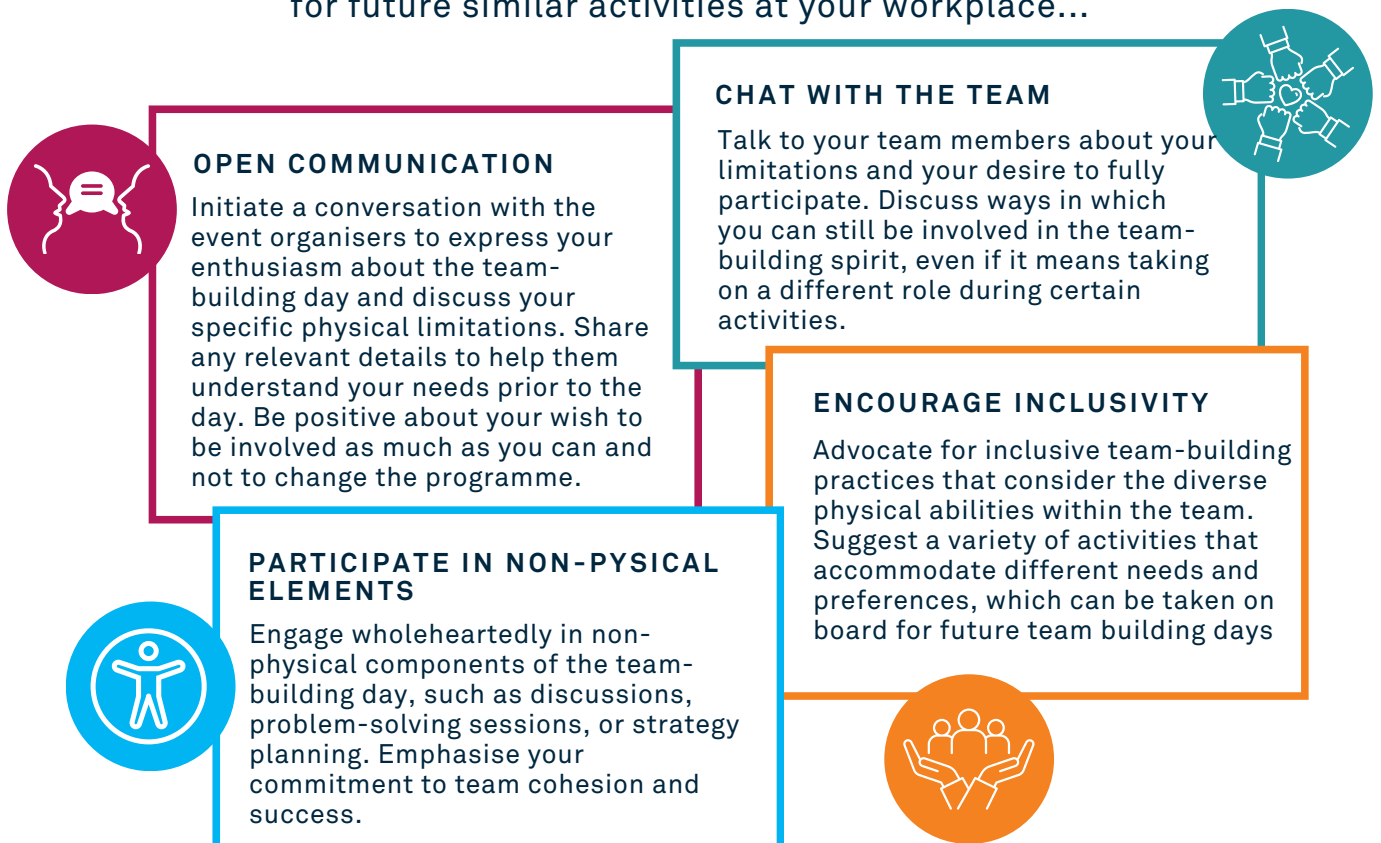 for future similar activities at your workplace...
OPEN COMMUNICATION
Initiate a conversation with the
event organisers to express your
enthusiasm about the team-
building day and discuss your
specific physical limitations. Share
any relevant details to help them
understand your needs prior to the
day. Be positive about your wish to
be involved as much as you can and
not to change the programme.
CHAT WITH THE TEAM
Talk to your team members about your
limitations and your desire to fully
participate. Discuss ways in which
you can still be involved in the team-
building spirit, even if it means taking
on a different role during certain
activities.
PARTICIPATE IN NON-PYSICAL
ELEMENTS
Engage wholeheartedly in non-
physical components of the team-
building day, such as discussions,
problem-solving sessions, or strategy
planning. Emphasise your
commitment to team cohesion and
success.
ENCOURAGE INCLUSIVITY
Advocate for inclusive team-building
practices that consider the diverse
physical abilities within the team.
Suggest a variety of activities that
accommodate different needs and
preferences, which can be taken on
board for future team building days